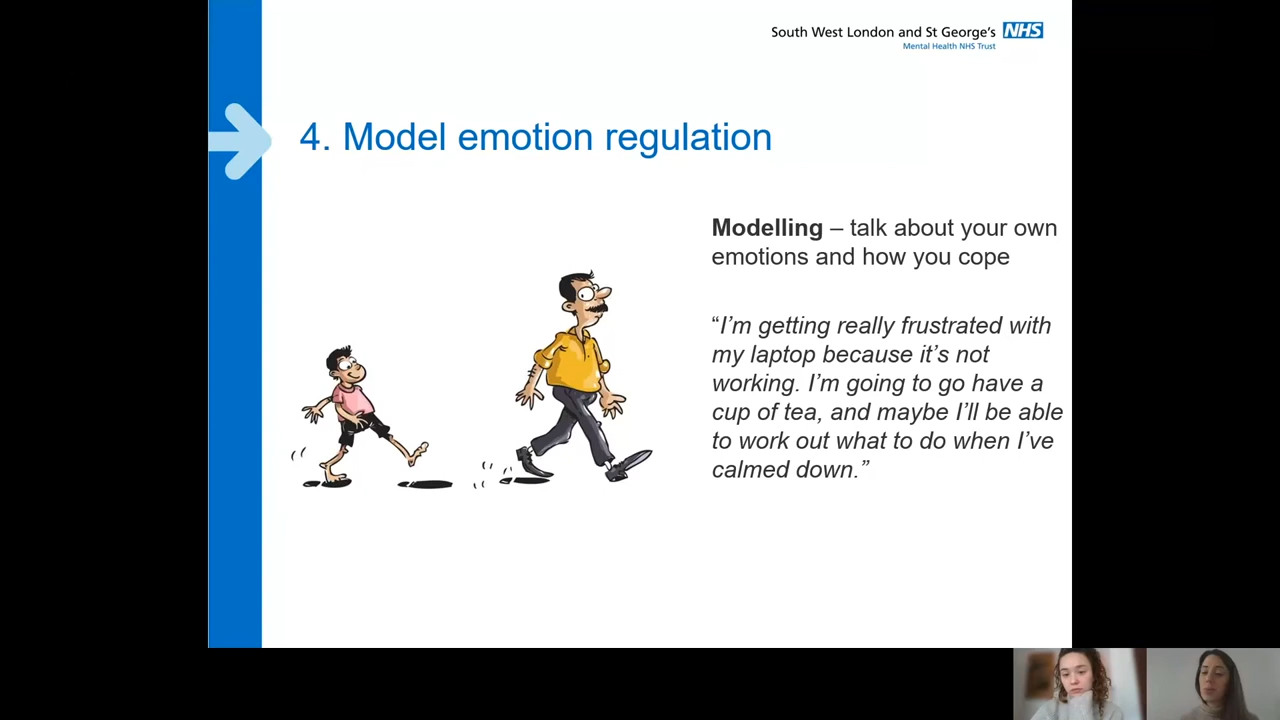 South West London and St George's NHS
Mental Health NHS Trust
4. Model emotion regulation
Modelling – talk about your own
emotions and how you cope
“I’m getting really frustrated with
my laptop because it’s not
working. I’m going to go have a
cup of tea, and maybe I’ll be able
to work out what to do when I’ve
calmed down.”